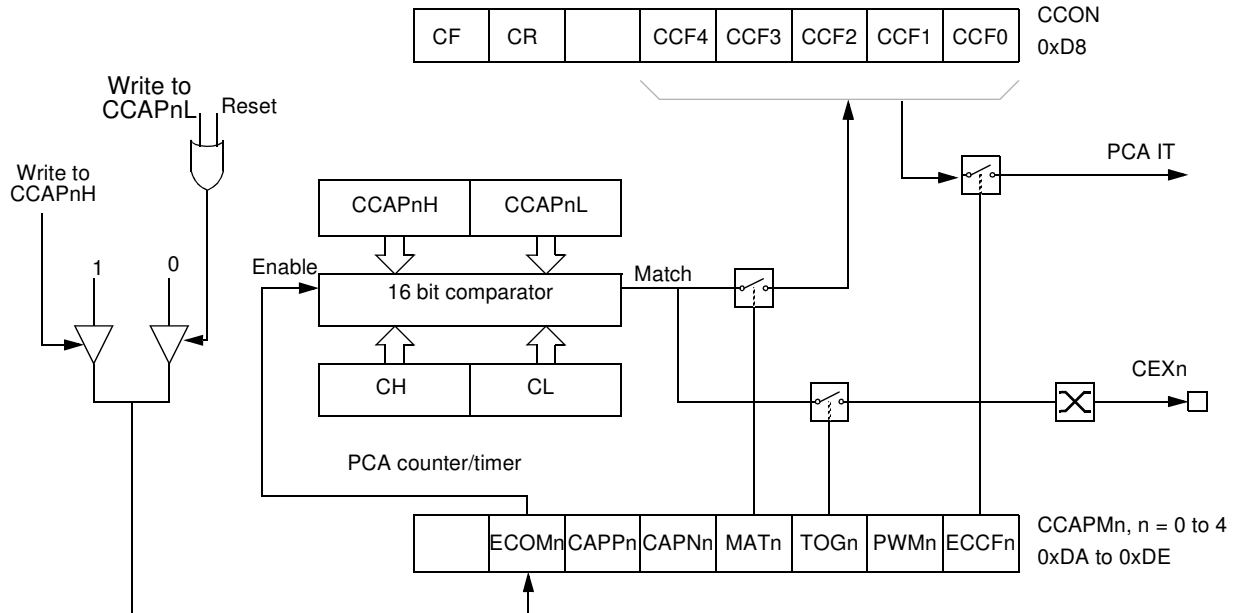 CF CR CCF4 CCF3 CCF2 CCF1 CCF0
CCON
0xD8
Write to
CCAPnL
Reset
Write to
CCAPnH
PCA IT
CCAPnH CCAPnL
1
0
Enable
16 bit comparator
Match
CH CL
CEXn
PCA counter/timer
ECOMn CAPPn CAPNn MATn TOGn PWMn ECCFn
CCAPMn, n = 0 to 4
0xDA to 0xDE